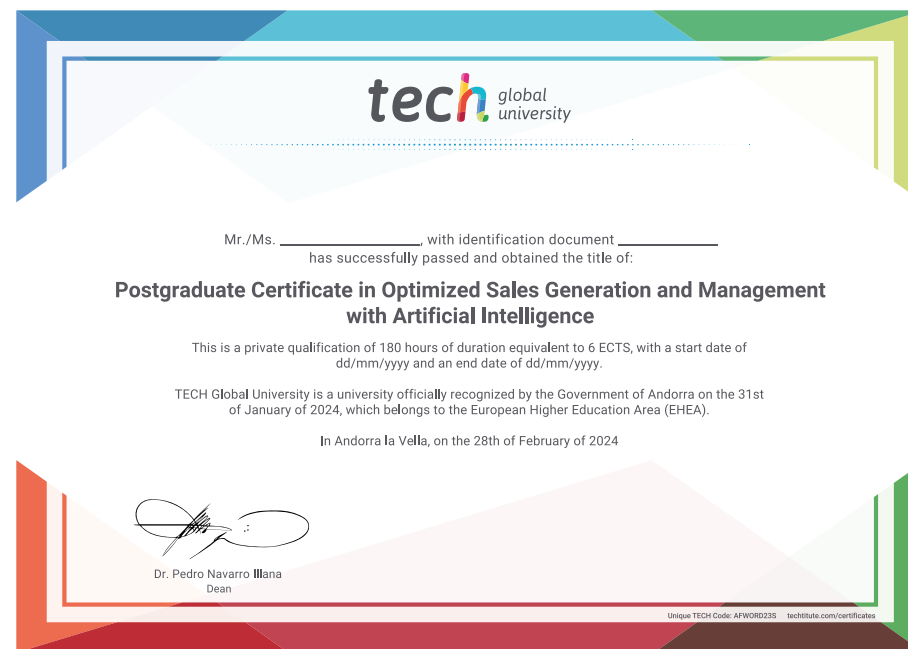 tech global university
Mr./Ms. ____________________, with identification document ______________
has successfully passed and obtained the title of:
Postgraduate Certificate in Optimized Sales Generation and Management
with Artificial Intelligence
This is a private qualification of 180 hours of duration equivalent to 6 ECTS, with a start date of
dd/mm/yyyy and an end date of dd/mm/yyyy.
TECH Global University is a university officially recognized by the Government of Andorra on the 31st
of January of 2024, which belongs to the European Higher Education Area (EHEA).
In Andorra la Vella, on the 28th of February of 2024
Dr. Pedro Navarro Illana
Dean
Unique TECH Code: AFWORD23S techtitute.com/certificates